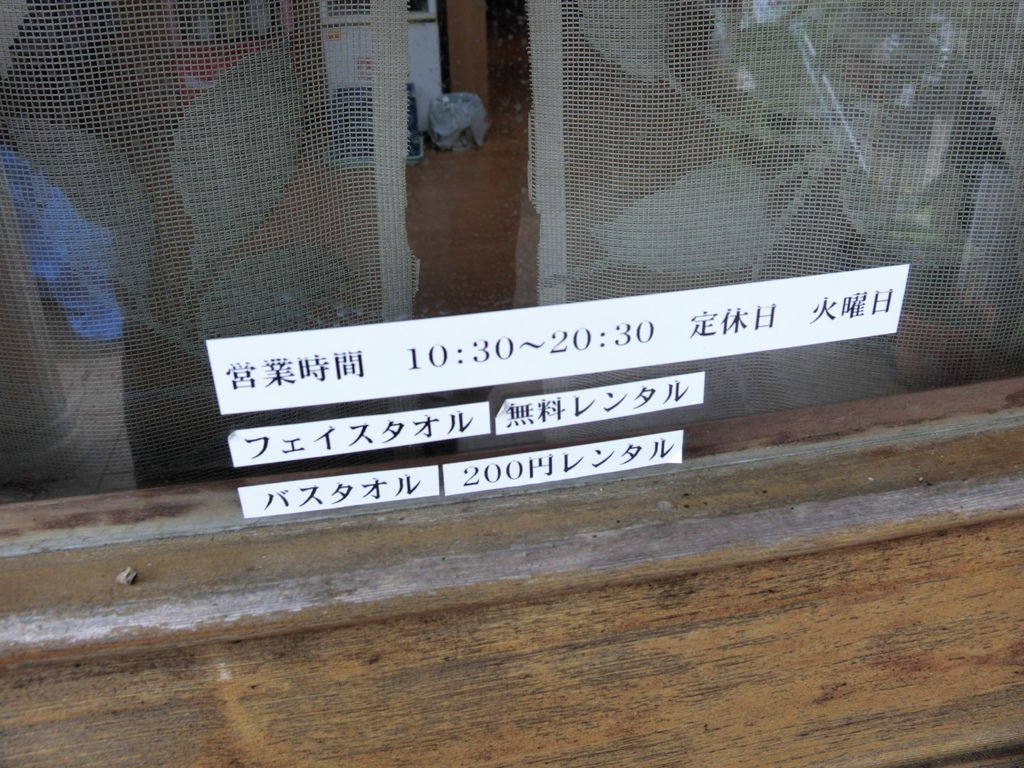 営業時間　10:30～20:30　定休日　火曜日
フェイスタオル 無料レンタル
バスタオル 200円レンタル